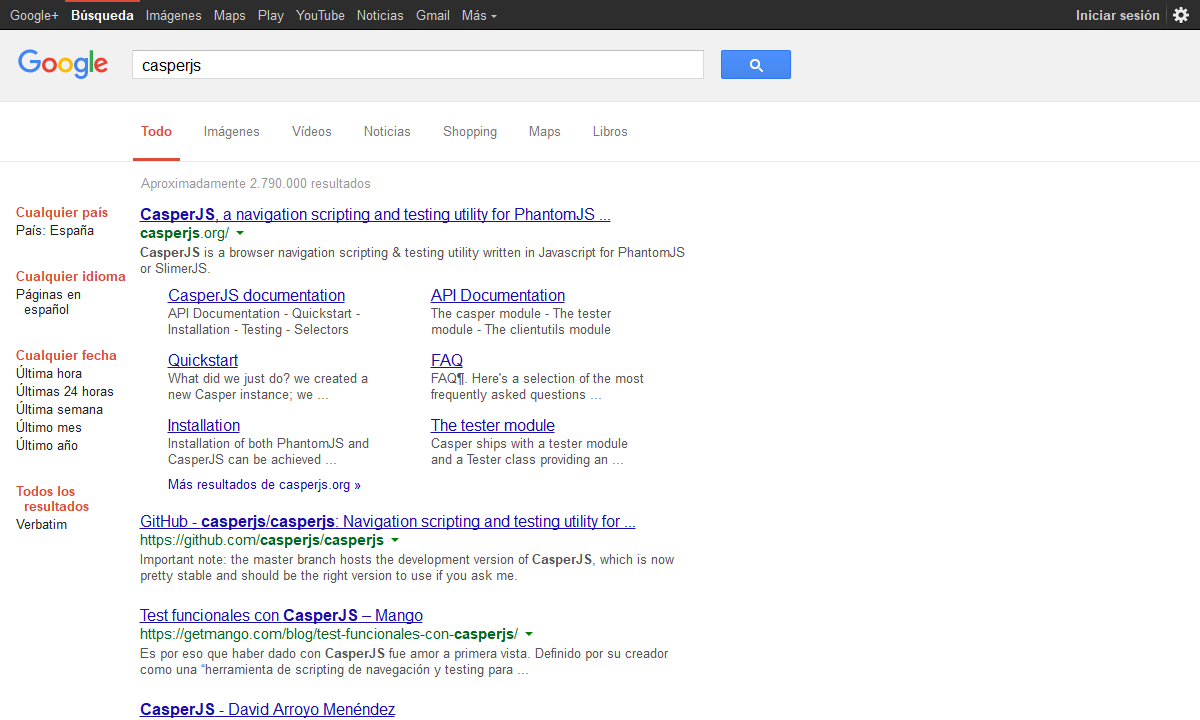 Google+ Búsqueda Imágenes Maps Play YouTube Noticias Gmail Más Iniciar sesión
Google casperjs
Todo Imágenes Vídeos Noticias Shopping Maps Libros
Aproximadamente 2.790.000 resultados
Cualquier país
País: España
Cualquier idioma
Páginas en
español
Cualquier fecha
Última hora
Últimas 24 horas
Última semana
Último mes
Último año
Todos los
resultados
Verbatim
CasperJS, a navigation scripting and testing utility for PhantomJS ...
casperjs.org/
CasperJS is a browser navigation scripting & testing utility written in Javascript for PhantomJS
or SlimerJS.
CasperJS documentation
API Documentation - Quickstart -
Installation - Testing - Selectors
API Documentation
The casper module - The tester
module - The clientutils module
Quickstart
What did we just do? we created a
new Casper instance; we ...
FAQ
FAQ¶. Here's a selection of the most
frequently asked questions ...
Installation
Installation of both PhantomJS and
CasperJS can be achieved ...
The tester module
Casper ships with a tester module
and a Tester class providing an ...
Más resultados de casperjs.org »
GitHub - casperjs/casperjs: Navigation scripting and testing utility for ...
https://github.com/casperjs/casperjs
Important note: the master branch hosts the development version of CasperJS, which is now
pretty stable and should be the right version to use if you ask me.
Test funcionales con CasperJS – Mango
https://getmango.com/blog/test-funcionales-con-casperjs/
Es por eso que haber dado con CasperJS fue amor a primera vista. Definido por su creador
como una “herramienta de scripting de navegación y testing para ...
CasperJS - David Arroyo Menéndez